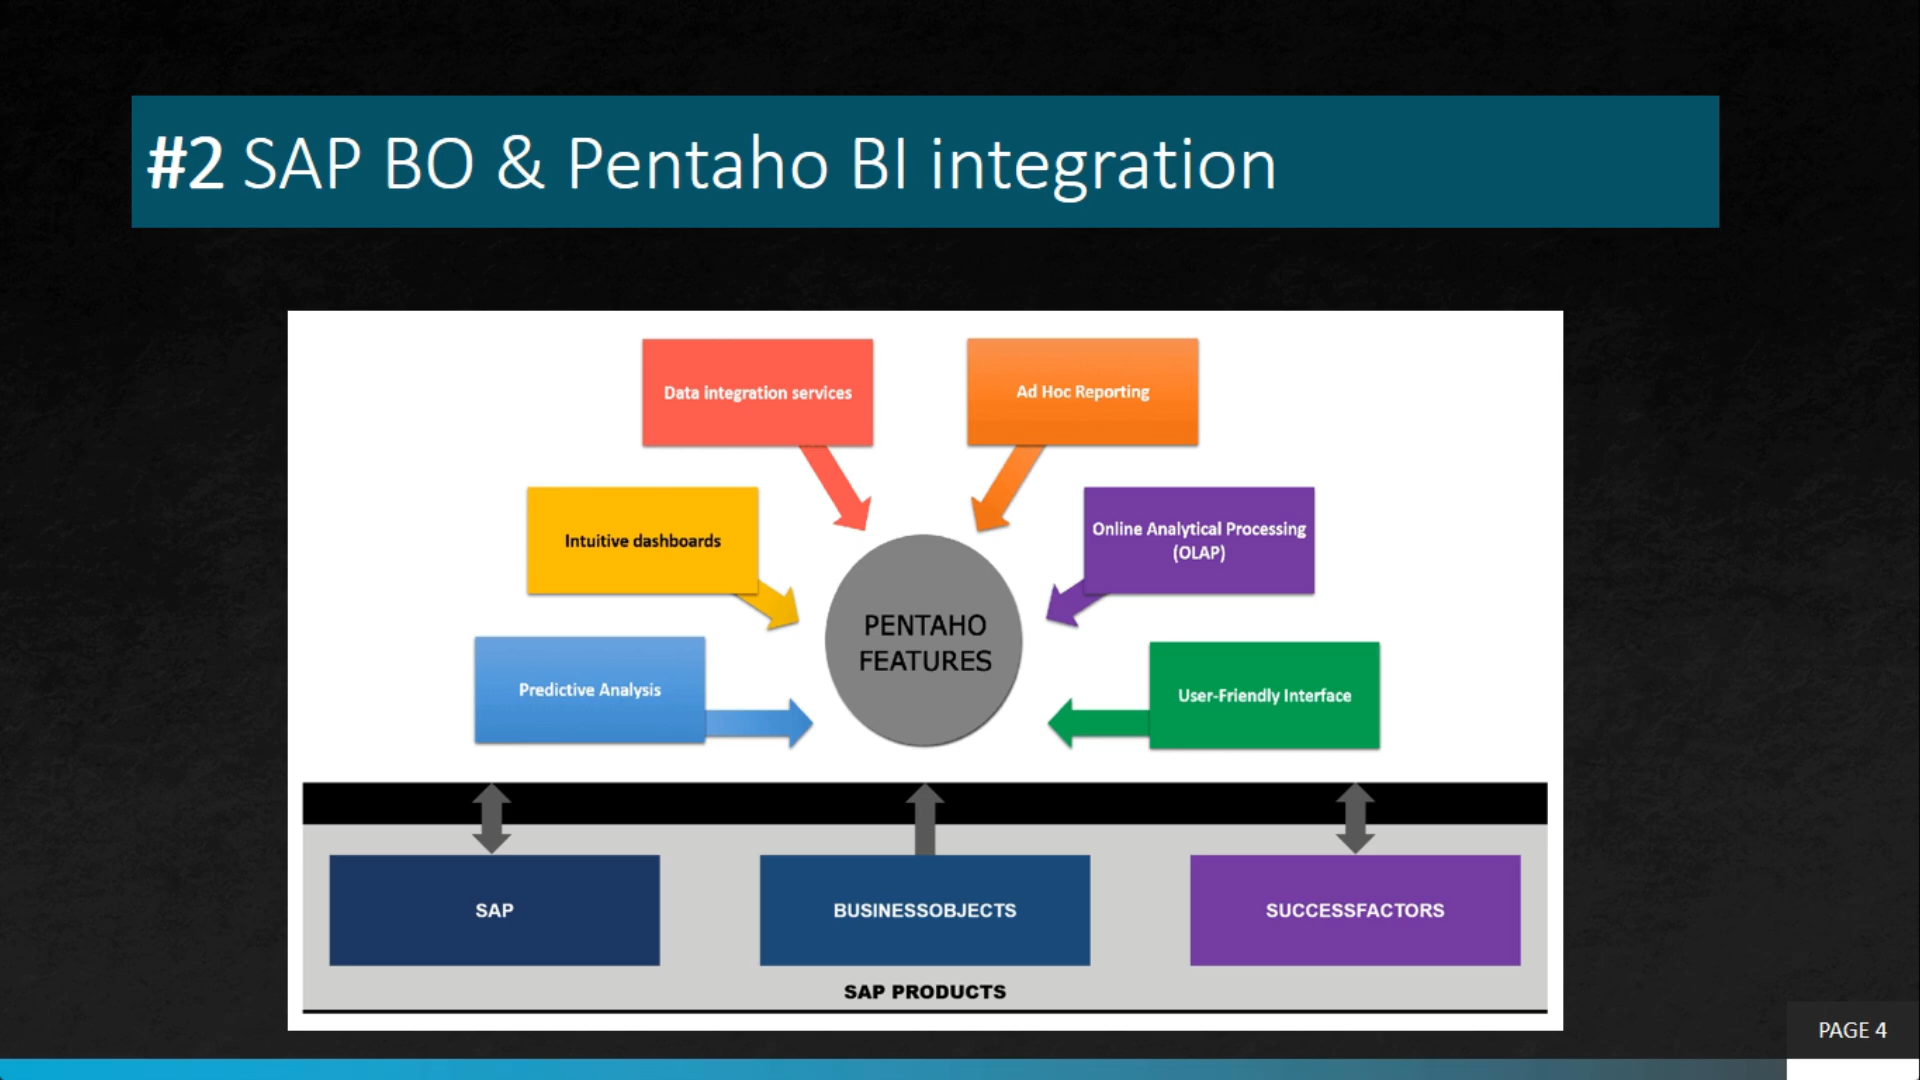 #2 SAP BO & Pentaho BI integration
Data integration services
Ad Hoc Reporting
Intuitive dashboards
Online Analytical Processing
(OLAP)
PENTAHO
FEATURES
Predictive Analysis
User-Friendly Interface
SAP
BUSINESSOBJECTS
SUCCESSFACTORS
SAP PRODUCTS
PAGE 4